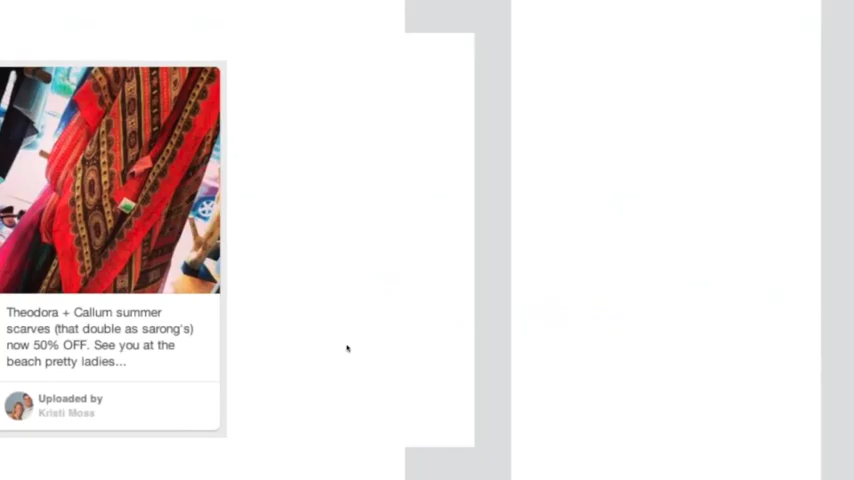 Theodora + Callum summer
scarves (that double as sarong's)
now 50% OFF. See you at the
beach pretty ladies...
Uploaded by
Kristi Moss